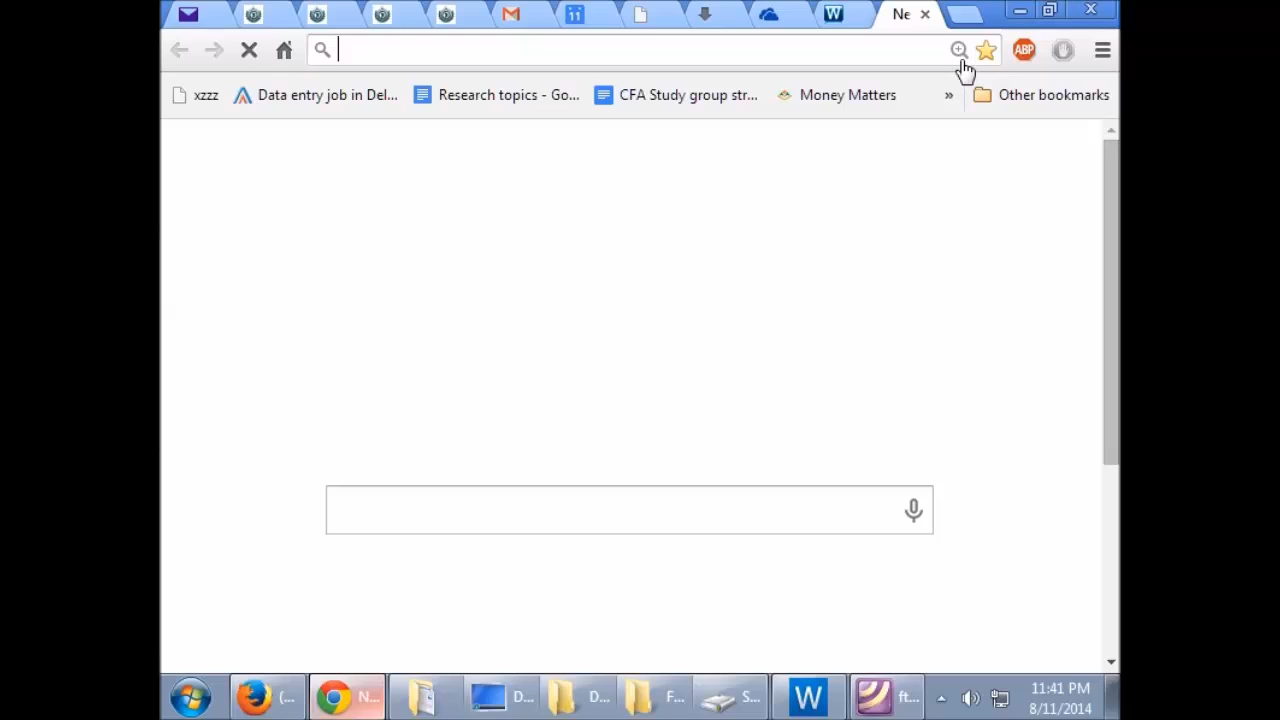 11
W
Ne
ABP
xzzz
Data entry job in Del...
Research topics - Go...
CFA Study group str...
Money Matters
»
Other bookmarks
(...
N...
D...
D...
F...
S...
W
ft...
11:41 PM
8/11/2014